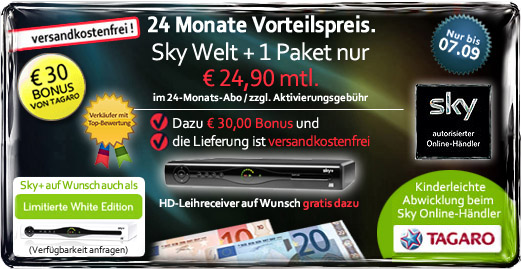 versandkostenfrei !
24 Monate Vorteilspreis.
Sky Welt + 1 Paket nur
€ 24,90 mtl.
im 24-Monats-Abo / zzgl. Aktivierungsgebühr
Nur bis
07.09
€ 30
BONUS
VON TAGARO
Verkäufer mit
Top-Bewertung
Dazu € 30,00 Bonus und
die Lieferung ist versandkostenfrei
sky
autorisierter
Online-Händler
Sky+ auf Wunsch auch als
Limitierte White Edition
(Verfügbarkeit anfragen)
sky+
HD-Leihreceiver auf Wunsch gratis dazu
10
20
Kinderleichte
Abwicklung beim
Sky Online-Händler
TAGARO